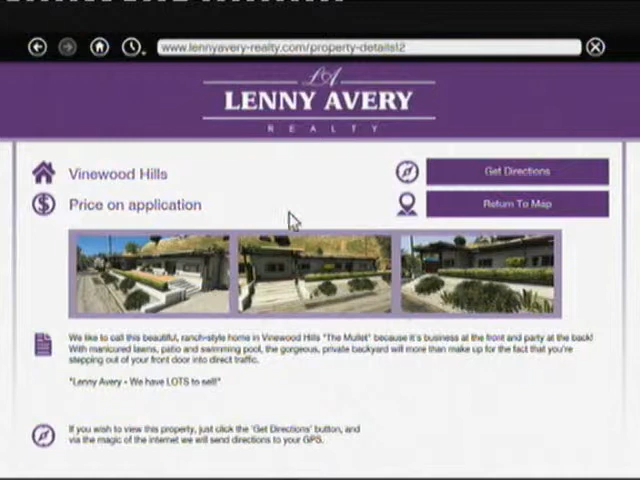 www.lennyavery-realty.com/property-details12
LA
LENNY AVERY
REALTY
Vinewood Hills
Get Directions
Price on application
Return To Map
We like to call this beautiful, ranch-style home in Vinewood Hills "The Mullet" because it's business at the front and party at the back!
With manicured lawns, patio and swimming pool, the gorgeous, private backyard will more than make up for the fact that you're
stepping out of your front door into direct traffic.
"Lenny Avery - We have LOTS to sell!"
If you wish to view this property, just click the 'Get Directions' button, and
via the magic of the internet we will send directions to your GPS.